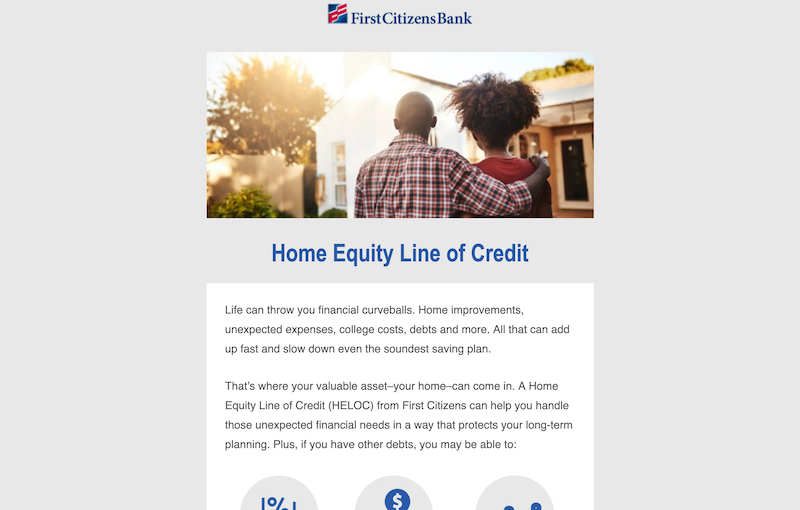 First Citizens Bank
Home Equity Line of Credit
Life can throw you financial curveballs. Home improvements,
unexpected expenses, college costs, debts and more. All that can add
up fast and slow down even the soundest saving plan.
That’s where your valuable asset–your home–can come in. A Home
Equity Line of Credit (HELOC) from First Citizens can help you handle
those unexpected financial needs in a way that protects your long-term
planning. Plus, if you have other debts, you may be able to:
% $